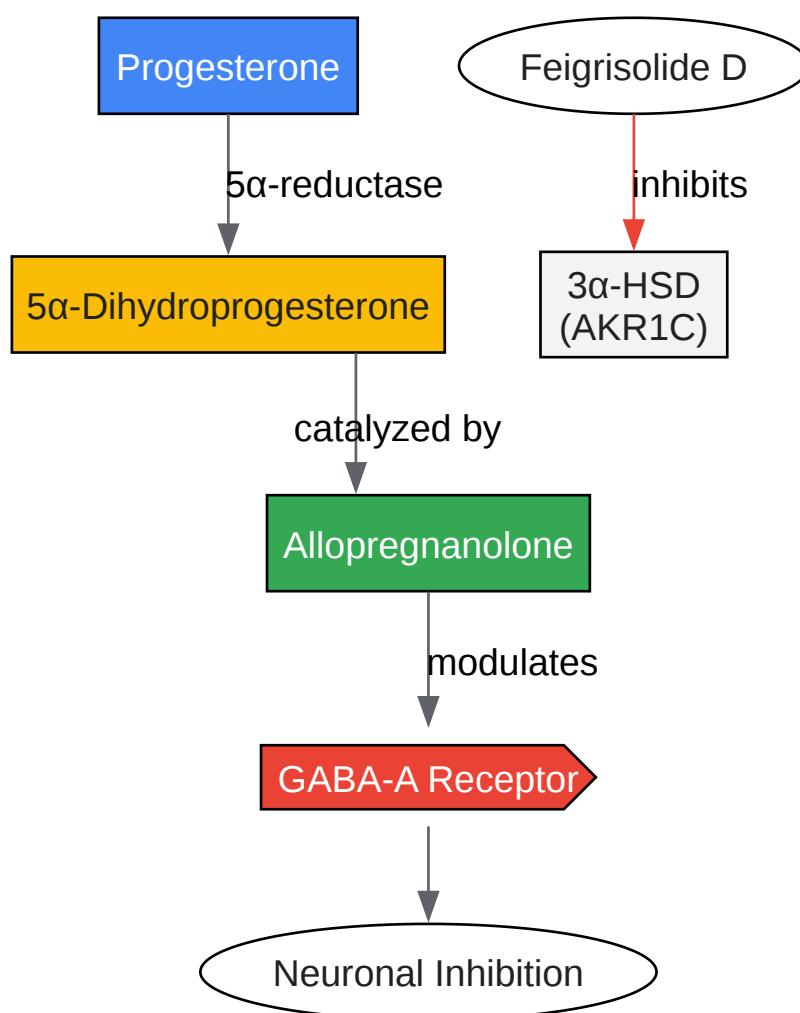 Progesterone
Feigrisolide D
5α-reductase
inhibits
5α-Dihydroprogesterone
3α-HSD
(AKR1C)
catalyzed by
Allopregnanolone
modulates
GABA-A Receptor
Neuronal Inhibition